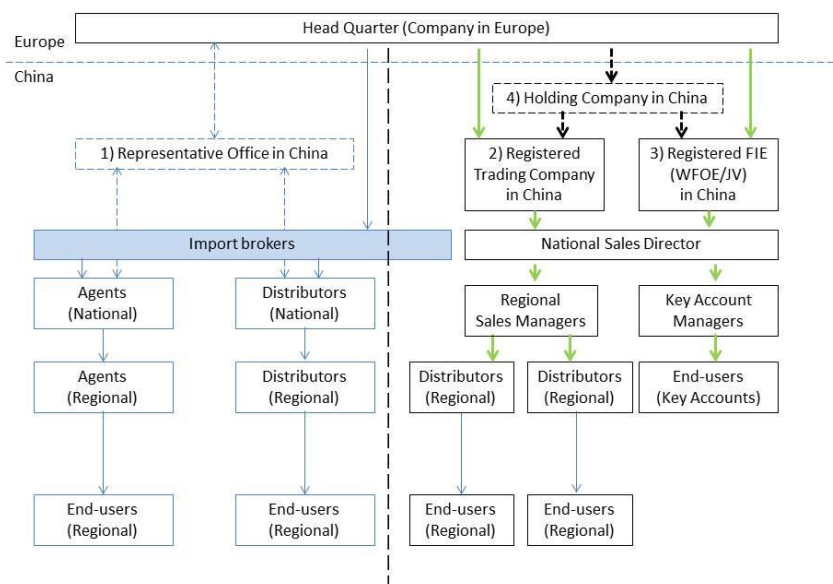 Head Quarter (Company in Europe)
Europe
China
4) Holding Company in China
1) Representative Office in China
2) Registered
Trading Company
in China
3) Registered FIE
(WFOE/JV)
in China
Import brokers
National Sales Director
Agents
(National)
Distributors
(National)
Regional
Sales Managers
Key Account
Managers
Agents
(Regional)
Distributors
(Regional)
Distributors
(Regional)
Distributors
(Regional)
End-users
(Key Accounts)
End-users
(Regional)
End-users
(Regional)
End-users
(Regional)
End-users
(Regional)